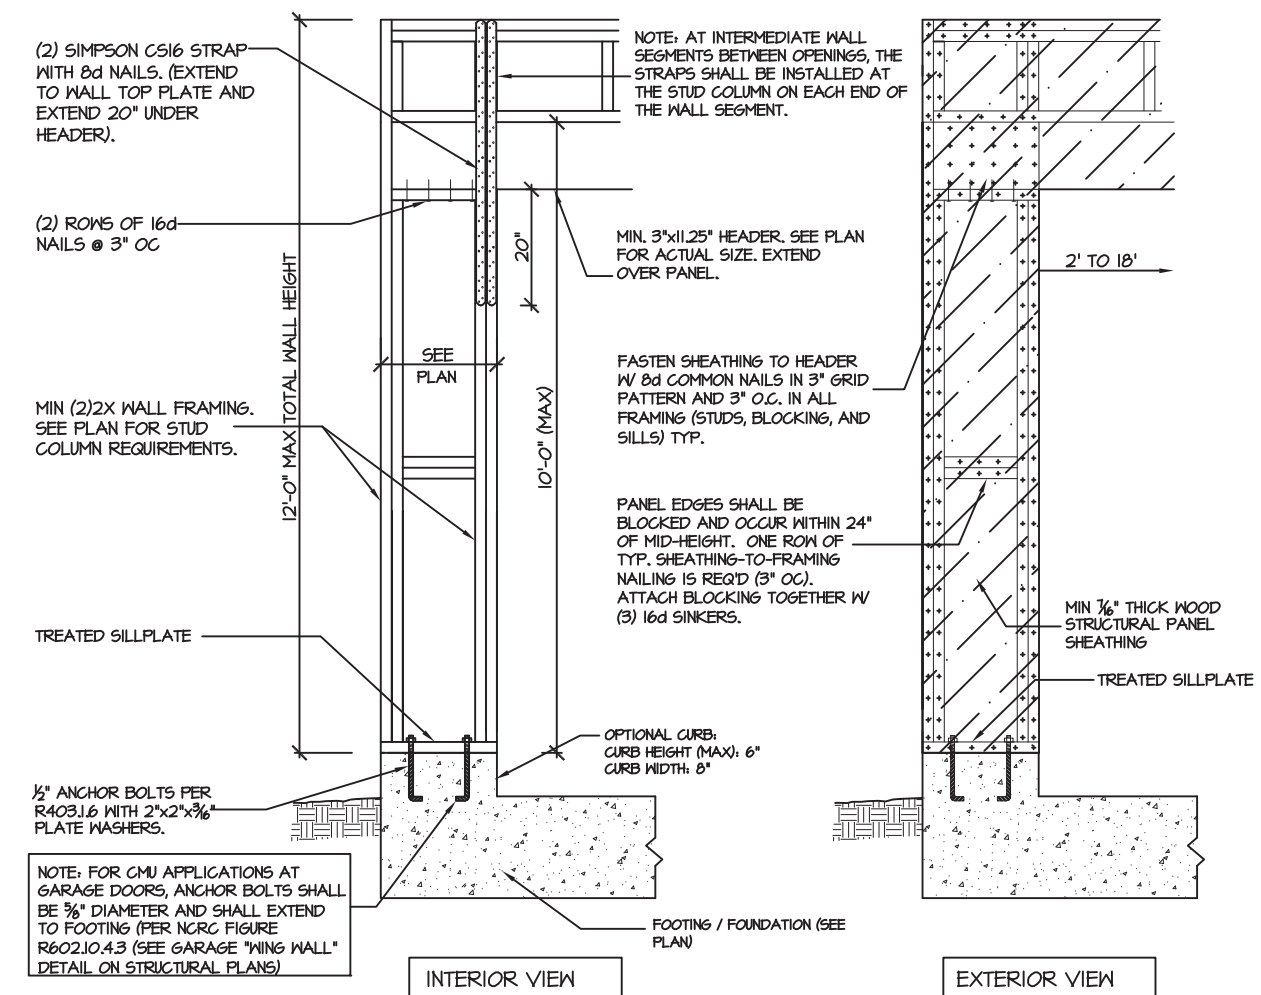 (2) SIMPSON CS16 STRAP
WITH 8d NAILS. (EXTEND
TO WALL TOP PLATE AND
EXTEND 20" UNDER
HEADER).
(2) ROWS OF 16d
NAILS @ 3" OC
12'-0" MAX TOTAL WALL HEIGHT
MIN (2)2X WALL FRAMING.
SEE PLAN FOR STUD
COLUMN REQUIREMENTS.
TREATED SILLPLATE
1/2" ANCHOR BOLTS PER
R403.1.6 WITH 2"x2"x3/16"
PLATE WASHERS.
NOTE: FOR CMU APPLICATIONS AT
GARAGE DOORS, ANCHOR BOLTS SHALL
BE 5/8" DIAMETER AND SHALL EXTEND
TO FOOTING (PER NCRC FIGURE
R602.10.4.3 (SEE GARAGE "WING WALL"
DETAIL ON STRUCTURAL PLANS)
SEE
PLAN
20"
10'-0" (MAX)
NOTE: AT INTERMEDIATE WALL
SEGMENTS BETWEEN OPENINGS, THE
STRAPS SHALL BE INSTALLED AT
THE STUD COLUMN ON EACH END OF
THE WALL SEGMENT.
MIN. 3"x11.25" HEADER. SEE PLAN
FOR ACTUAL SIZE. EXTEND
OVER PANEL.
FASTEN SHEATHING TO HEADER
W/ 8d COMMON NAILS IN 3" GRID
PATTERN AND 3" O.C. IN ALL
FRAMING (STUDS, BLOCKING, AND
SILLS) TYP.
PANEL EDGES SHALL BE
BLOCKED AND OCCUR WITHIN 24"
OF MID-HEIGHT. ONE ROW OF
TYP. SHEATHING-TO-FRAMING
NAILING IS REQ'D (3" OC).
ATTACH BLOCKING TOGETHER W/
(3) 16d SINKERS.
OPTIONAL CURB:
CURB HEIGHT (MAX): 6"
CURB WIDTH: 8"
FOOTING / FOUNDATION (SEE
PLAN)
INTERIOR VIEW
2' TO 18'
MIN 7/16" THICK WOOD
STRUCTURAL PANEL
SHEATHING
TREATED SILLPLATE
EXTERIOR VIEW